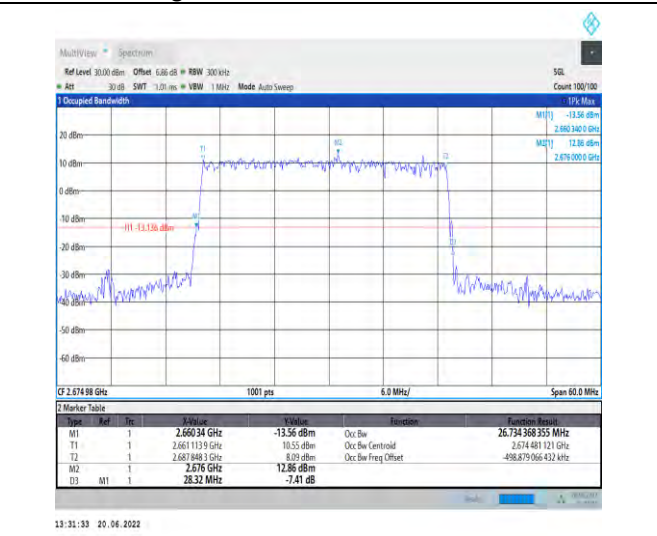 MultiView Spectrum
Ref Level 30.00 dBm Offset 6.86 dB RBW 300 kHz SGL
Att 30 dB SWT 1.01 ms VBW 1 MHz Mode Auto Sweep Count 100/100
1 Occupied Bandwidth 1Pk Max
M1[1] -13.56 dBm
2.660 340 0 GHz
M2[1] 12.86 dBm
2.676 000 0 GHz
20 dBm
10 dBm
0 dBm
-10 dBm
H1 -13.136 dBm
-20 dBm
-30 dBm
-40 dBm
-50 dBm
-60 dBm
T1
M2
M1
CF 2.674 98 GHz 1001 pts 6.0 MHz/ Span 60.0 MHz
2 Marker Table
Type Ref Trc X-Value Y-Value Function Function Result
M1 1 2.660 34 GHz -13.56 dBm Occ Bw 26.734 368 355 MHz
T1 1 2.661 113 9 GHz 10.55 dBm Occ Bw Centroid 2.674 481 121 GHz
T2 1 2.687 848 3 GHz 8.09 dBm Occ Bw Freq Offset -498.879 066 432 kHz
M2 1 2.676 GHz 12.86 dBm
D3 M1 1 28.32 MHz -7.41 dB
13:31:33 20.06.2022